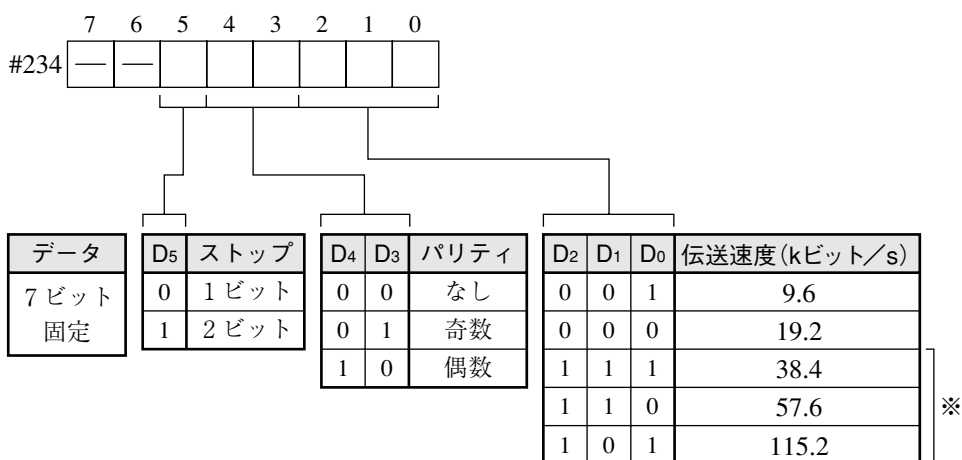 7 6 5 4 3 2 1 0
#234 — —
データ
7ビット
固定
D5 ストップ
0 1ビット
1 2ビット
D4 D3 パリティ
0 0 なし
0 1 奇数
1 0 偶数
D2 D1 D0 伝送速度(kビット/s)
0 0 1 9.6
0 0 0 19.2
1 1 1 38.4
1 1 0 57.6
1 0 1 115.2
※